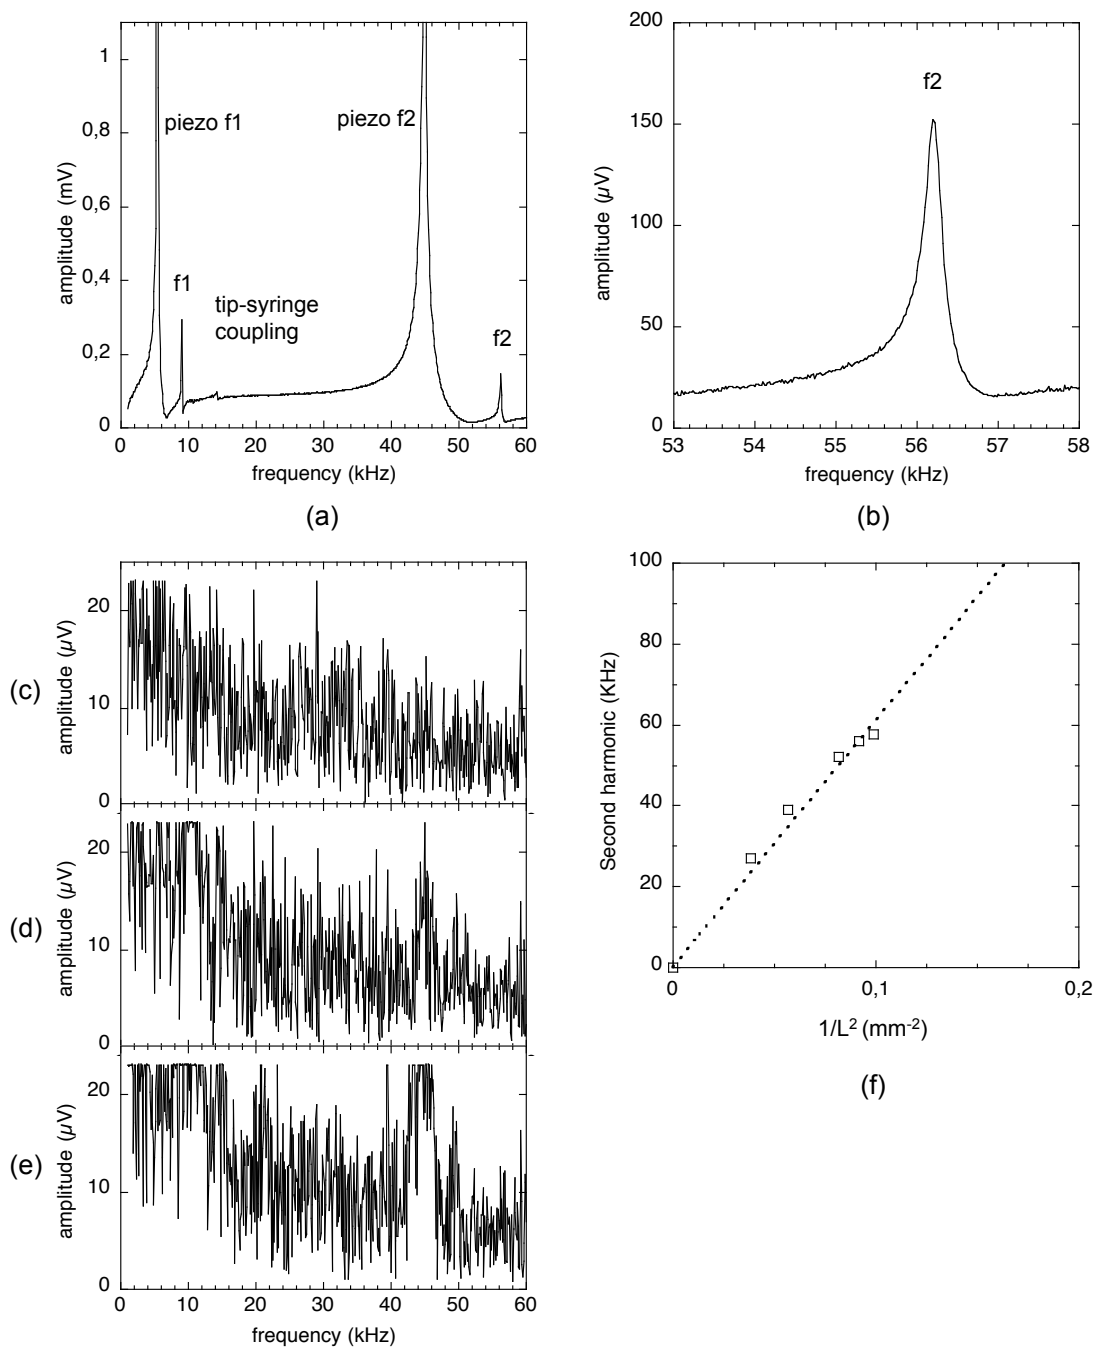 1
0,8
0,6
0,4
0,2
0
amplitude (mV)
piezo f1
piezo f2
f1
tip-syringe
coupling
f2
0 10 20 30 40 50 60
frequency (kHz)
(a)
200
150
100
50
0
amplitude (µV)
f2
53 54 55 56 57 58
frequency (kHz)
(b)
(c)
amplitude (µV)
20
10
0
(d)
amplitude (µV)
20
10
0
(e)
amplitude (µV)
20
10
0
0 10 20 30 40 50 60
frequency (kHz)
100
80
60
40
20
0
Second harmonic (KHz)
0 0,1 0,2
1/L² (mm⁻²)
(f)